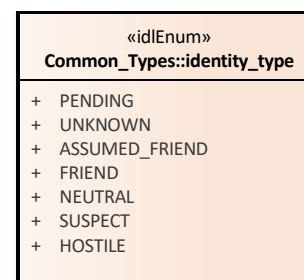 «idlEnum»
Common_Types::identity_type
+ PENDING
+ UNKNOWN
+ ASSUMED_FRIEND
+ FRIEND
+ NEUTRAL
+ SUSPECT
+ HOSTILE